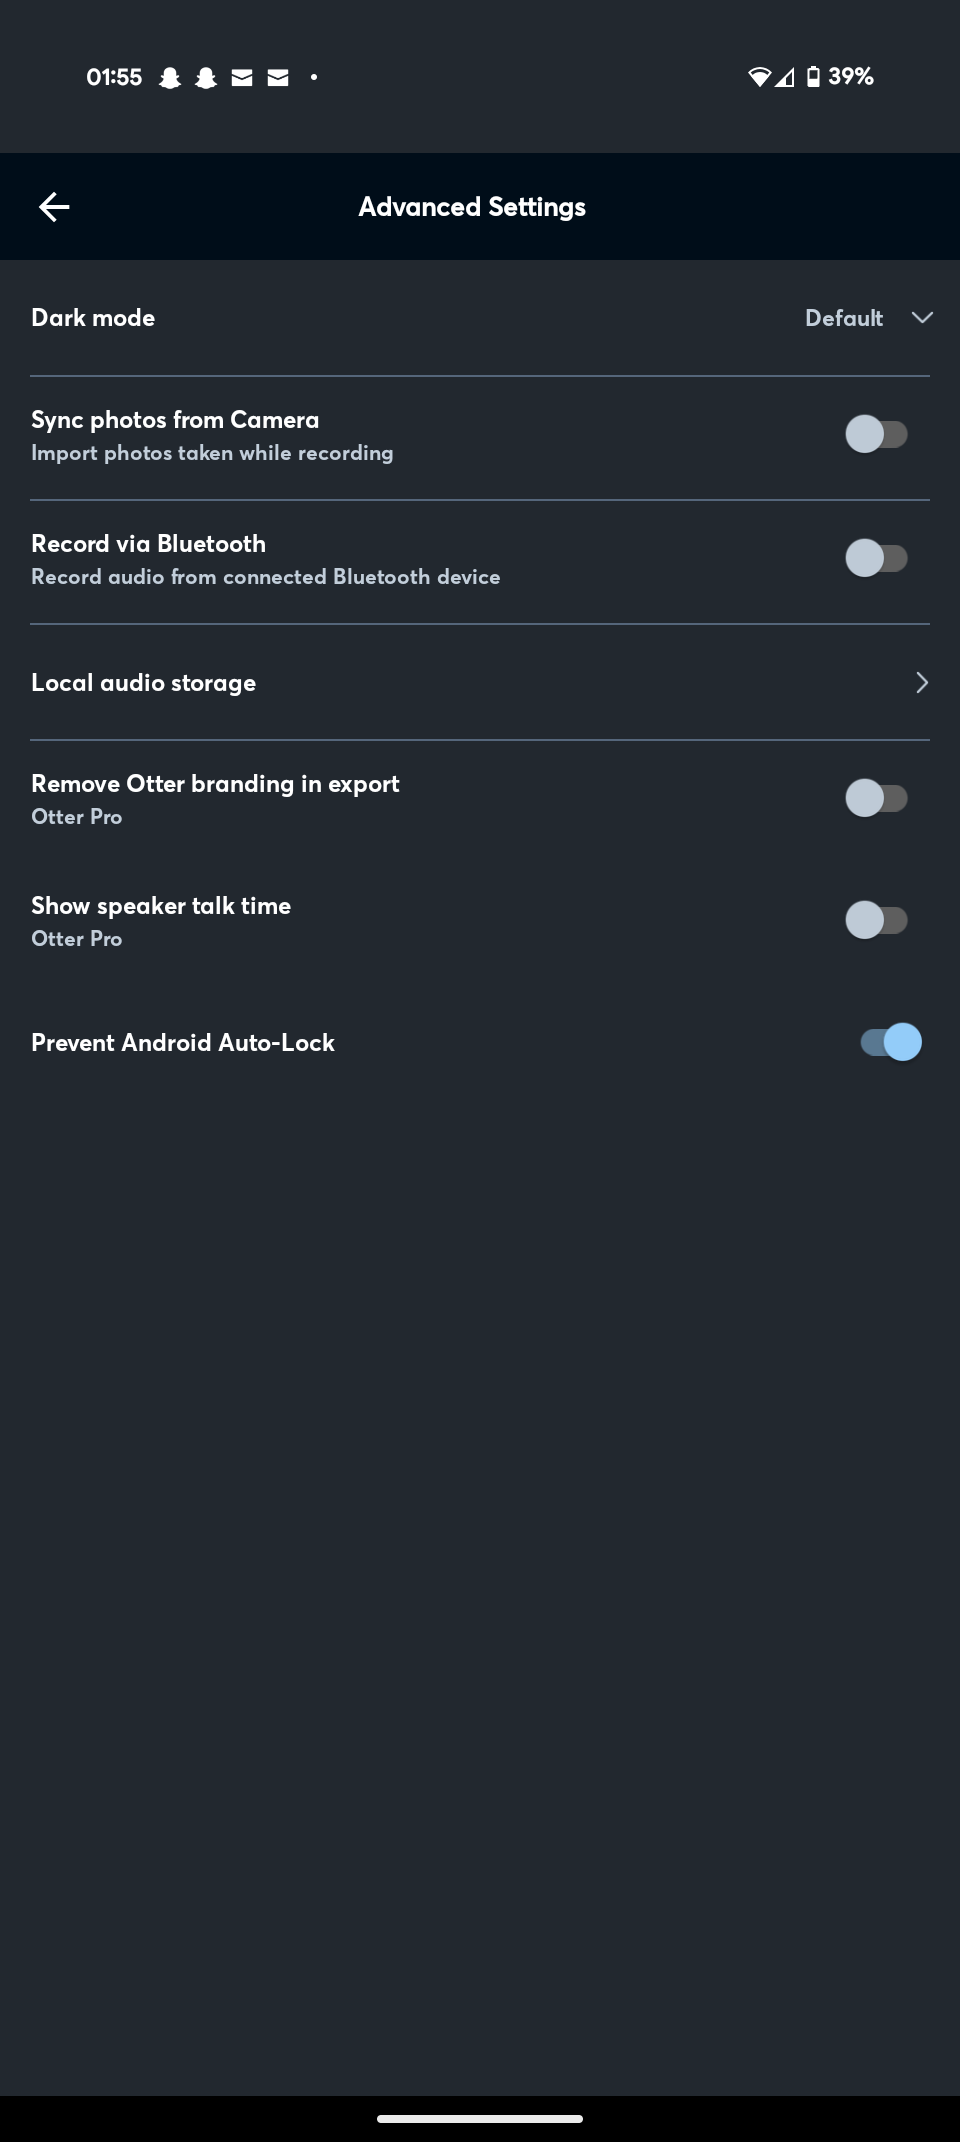 01:55
39%
Advanced Settings
Dark mode
Default
Sync photos from Camera
Import photos taken while recording
Record via Bluetooth
Record audio from connected Bluetooth device
Local audio storage
Remove Otter branding in export
Otter Pro
Show speaker talk time
Otter Pro
Prevent Android Auto-Lock